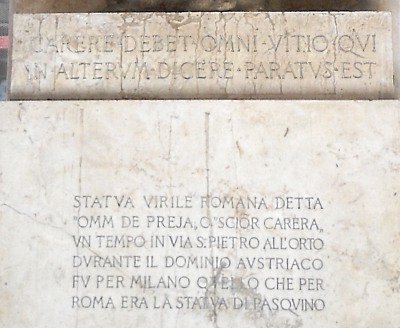 CARERE·DEBET·OMNI·VITIO·QVI
IN·ALTERVM·DICERE·PARATVS·EST
STATVA VIRILE ROMANA DETTA
"OMM DE PREJA, O "SCIOR CARERA,
VN TEMPO IN VIA S. PIETRO ALL'ORTO
DVRANTE IL DOMINIO AVSTRIACO
FV PER MILANO QVELLO CHE PER
ROMA ERA LA STATVA DI PASQVINO